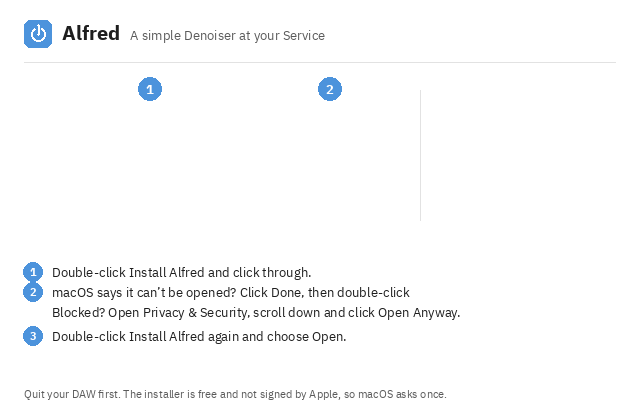 Alfred A simple Denoiser at your Service
1 2
1 Double-click Install Alfred and click through.
2 macOS says it can’t be opened? Click Done, then double-click
Blocked? Open Privacy & Security, scroll down and click Open Anyway.
3 Double-click Install Alfred again and choose Open.
Quit your DAW first. The installer is free and not signed by Apple, so macOS asks once.